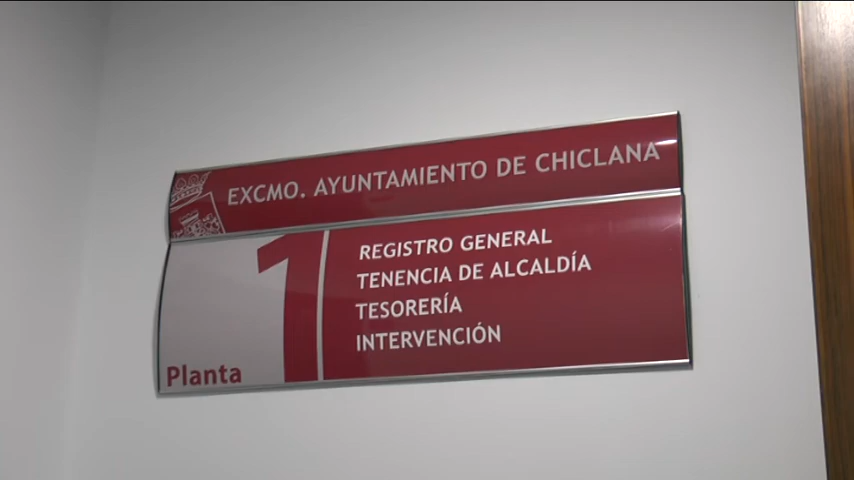 EXCMO. AYUNTAMIENTO DE CHICLANA
1
Planta
REGISTRO GENERAL
TENENCIA DE ALCALDÍA
TESORERÍA
INTERVENCIÓN